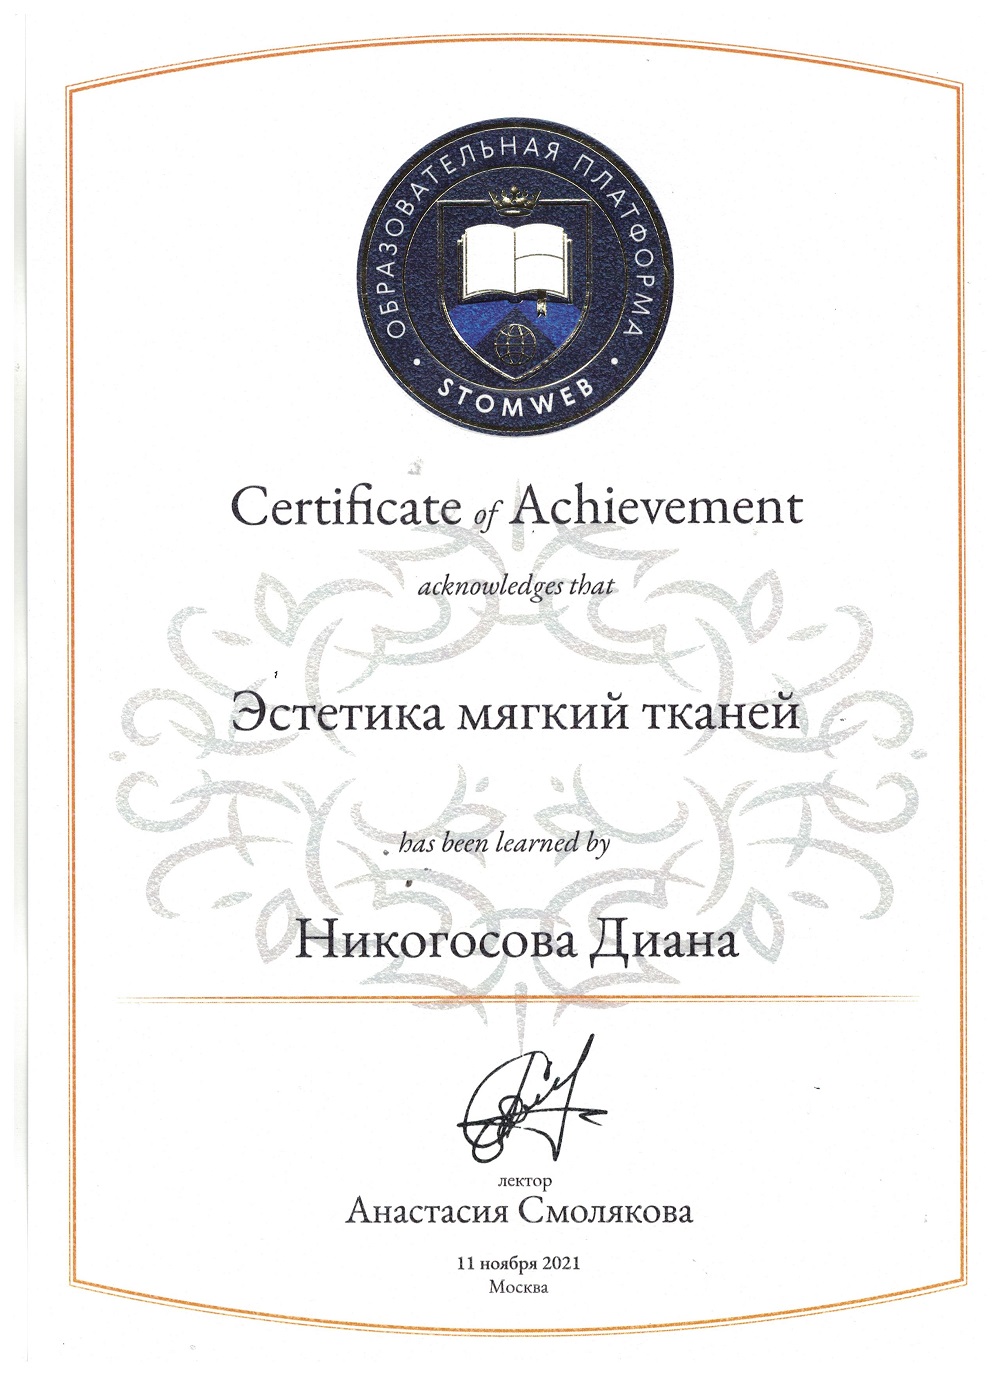 ОБРАЗОВАТЕЛЬНАЯ ПЛАТФОРМА
• STOMWEB •
Certificate of Achievement
acknowledges that
Эстетика мягкий тканей
has been learned by
Никогосова Диана
лектор
Анастасия Смолякова
11 ноября 2021
Москва